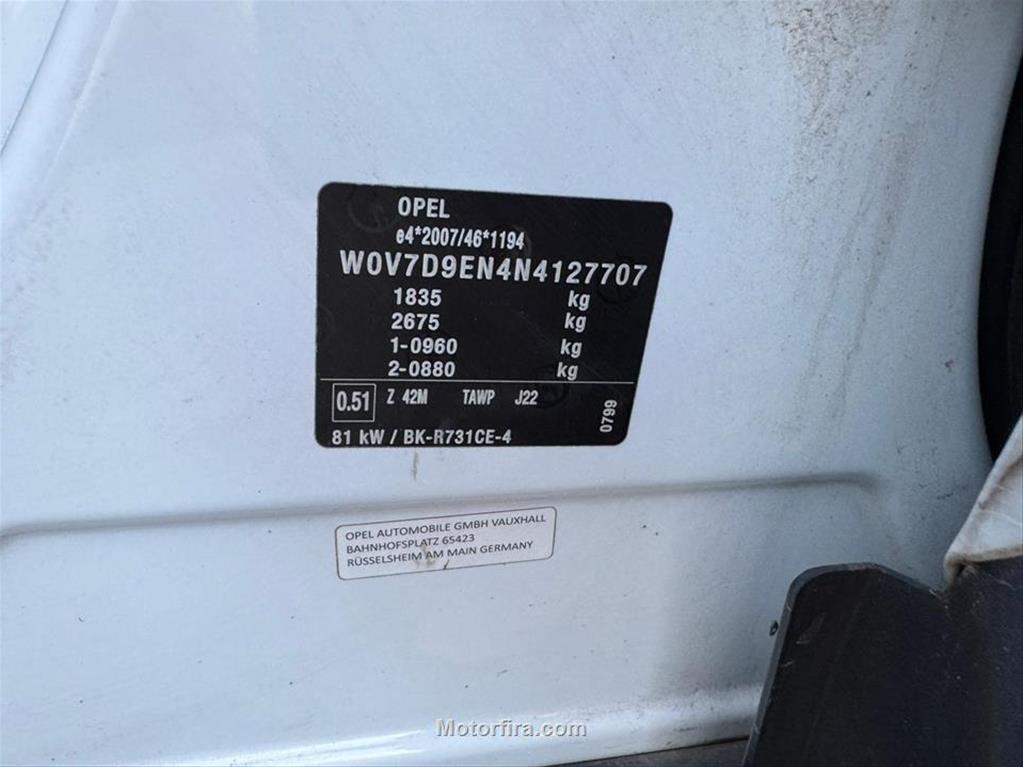 OPEL
e4*2007/46*1194
W0V7D9EN4N4127707
1835 kg
2675 kg
1-0960 kg
2-0880 kg
0.51 Z 42M TAWP J22
0799
81 kW / BK-R731CE-4
OPEL AUTOMOBILE GMBH VAUXHALL
BAHNHOFSPLATZ 65423
RÜSSELSHEIM AM MAIN GERMANY
Motorfira.com